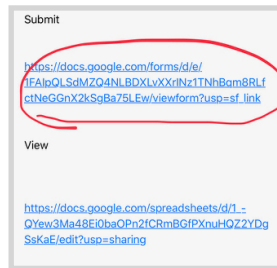 Submit
https://docs.google.com/forms/d/e/
1FAIpQLSdMZQ4NLBDXLvXXrlNz1TNhBqm8RLf
ctNeGGnX2kSgBa75LEw/viewform?usp=sf_link
View
https://docs.google.com/spreadsheets/d/1_-
QYew3Ma48Ei0baOPn2fCRmBGfPXnuHQZ2YDg
SsKaE/edit?usp=sharing